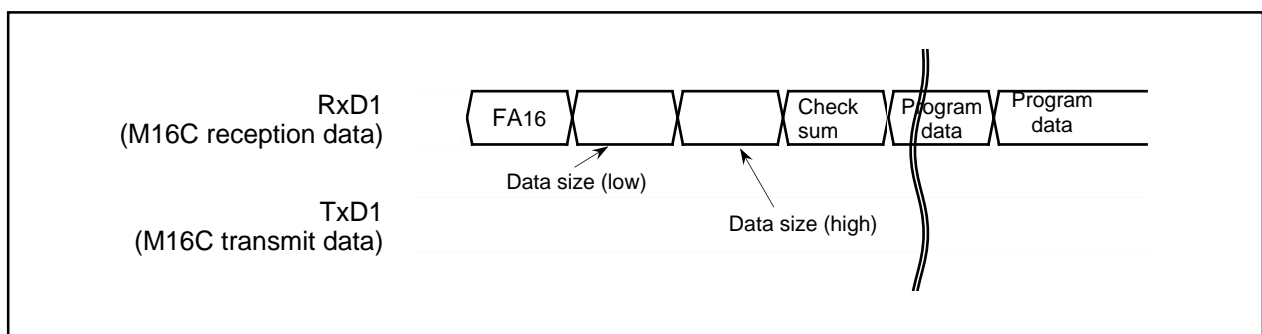 RxD1
(M16C reception data)
FA16
Check
sum
Program
data
Program
data
Data size (low)
Data size (high)
TxD1
(M16C transmit data)